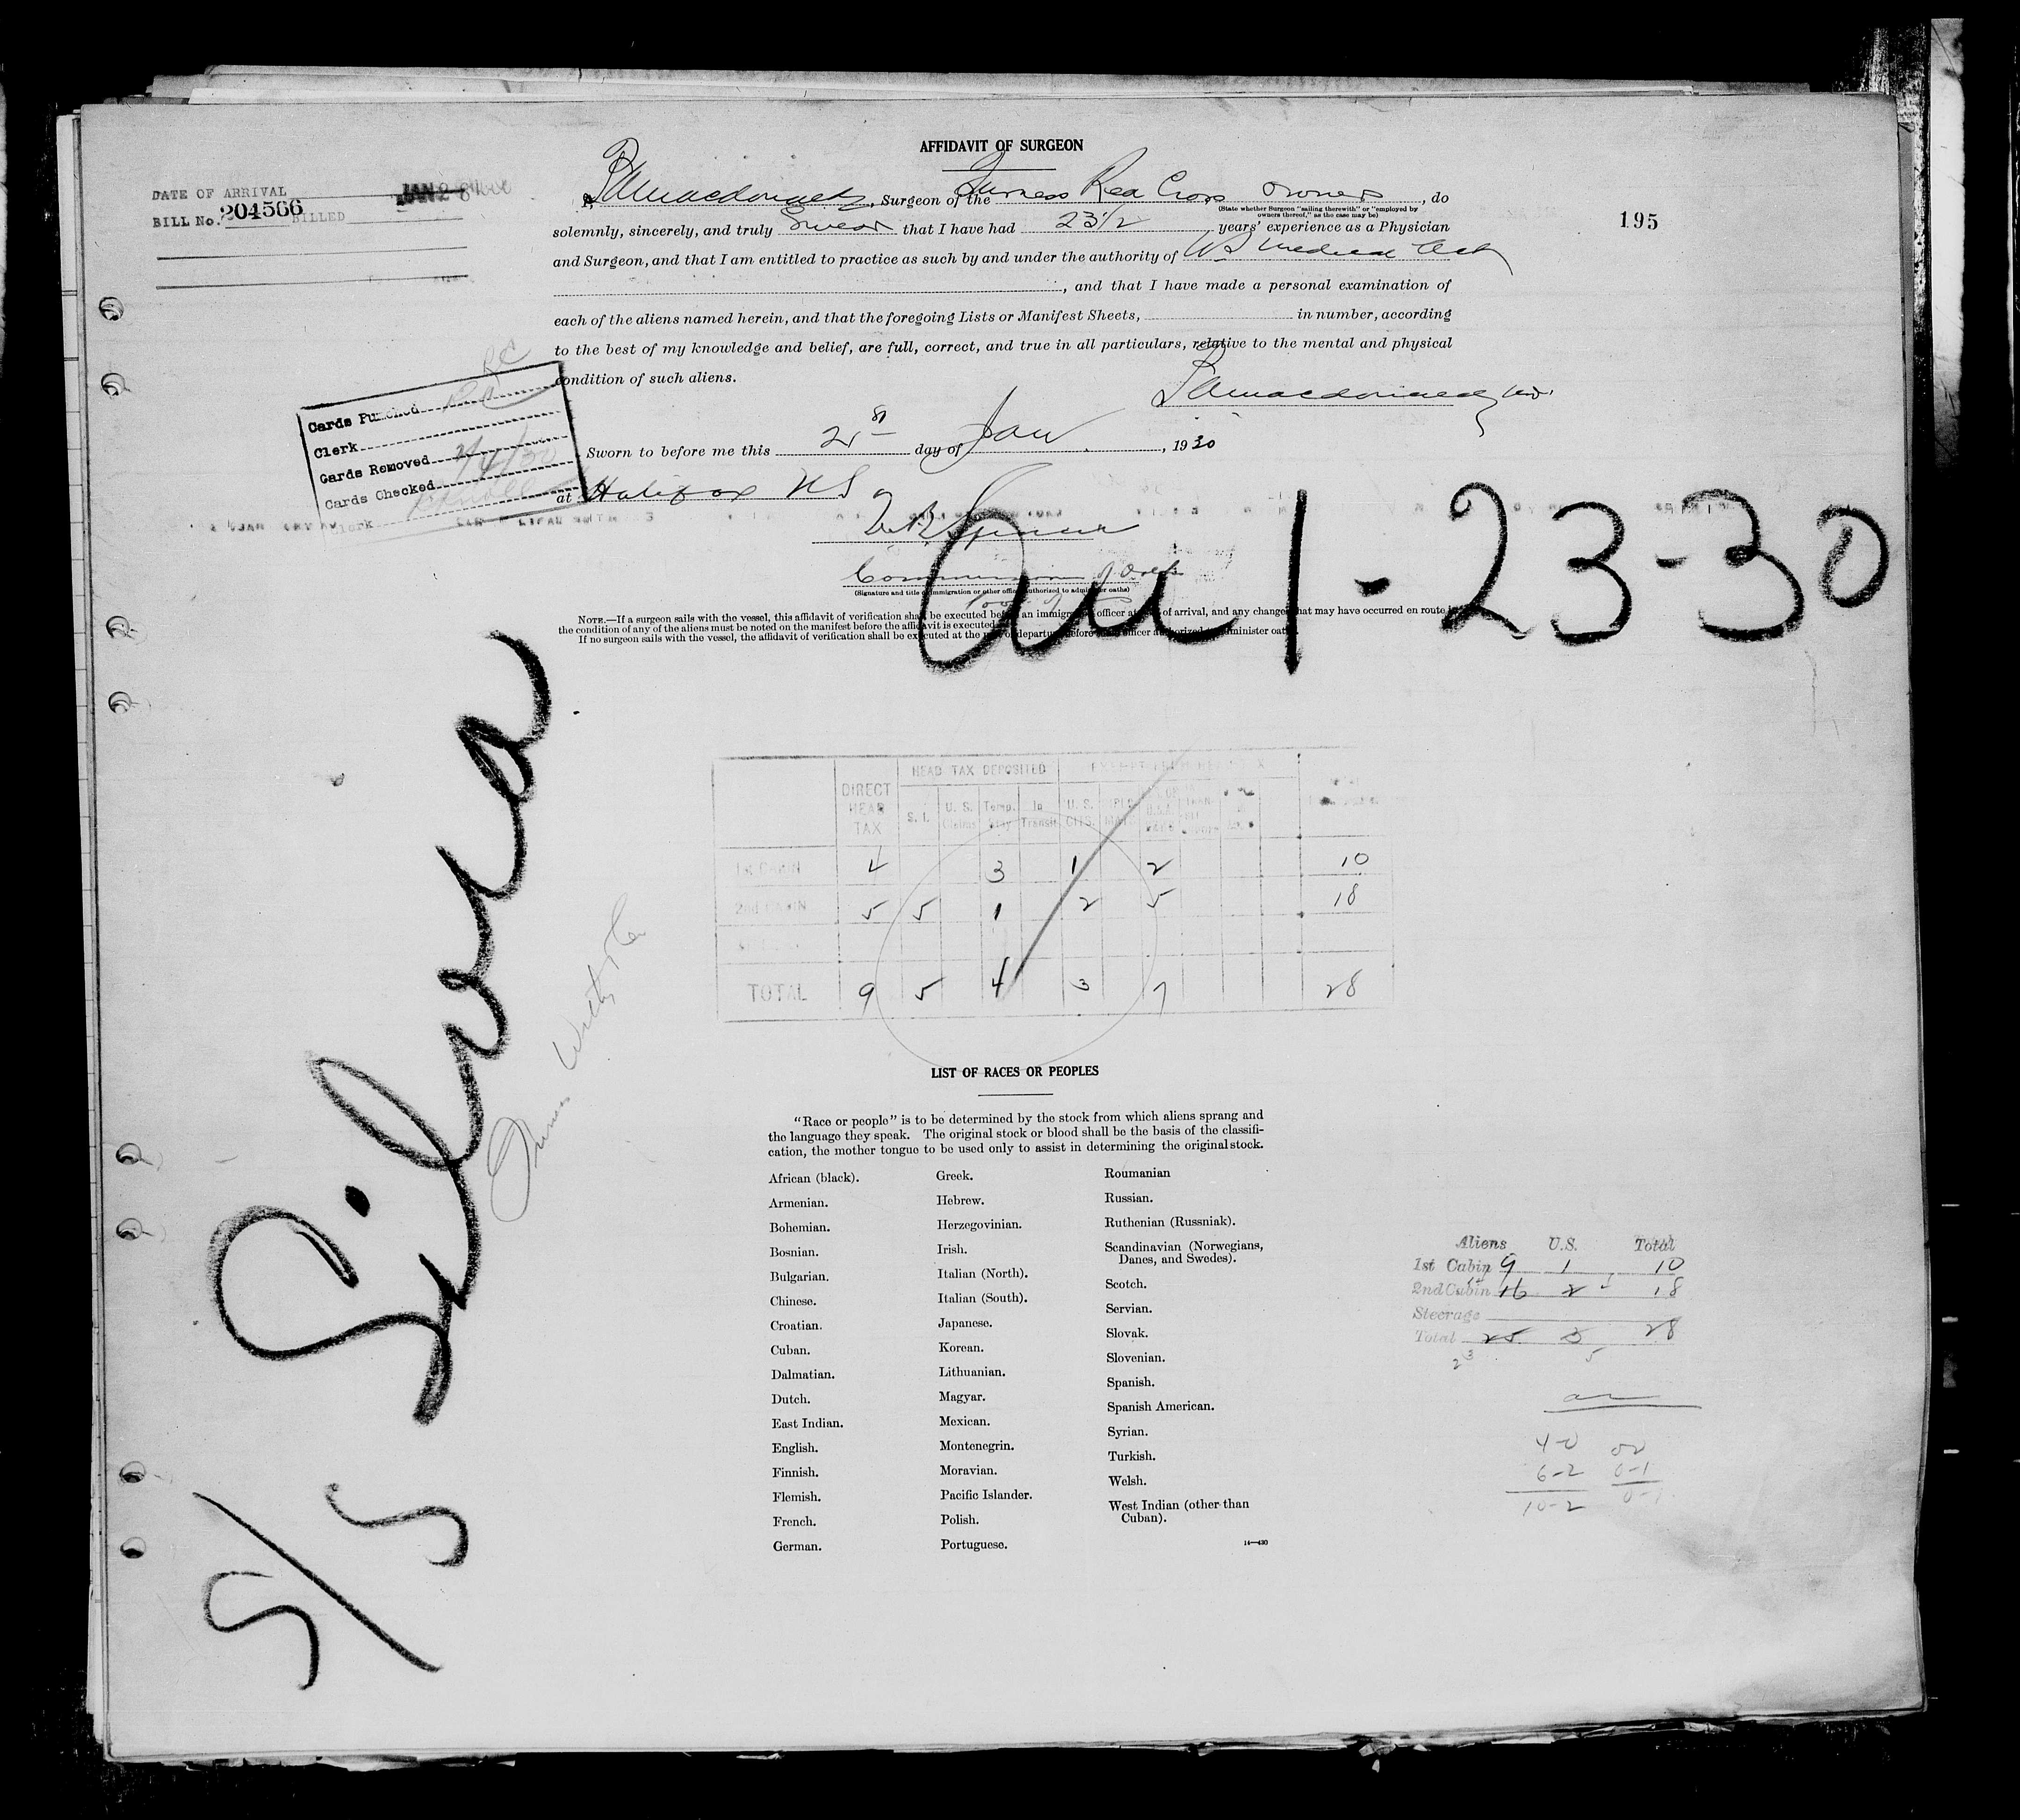 AFFIDAVIT OF SURGEON
DATE OF ARRIVAL
BILL No. 204566 BILLED
195
I, Macdonald, Surgeon of the Furness Red Cross owners, do
(State whether Surgeon "sailing therewith" or "employed by
owners thereof," as the case may be)
solemnly, sincerely, and truly Swear that I have had 23 1/2 years' experience as a Physician
and Surgeon, and that I am entitled to practice as such by and under the authority of NS medical Act
, and that I have made a personal examination of
each of the aliens named herein, and that the foregoing Lists or Manifest Sheets, in number, according
to the best of my knowledge and belief, are full, correct, and true in all particulars, relative to the mental and physical
condition of such aliens.
Macdonald MD.
Sworn to before me this 21st day of Jan, 1930
at Halifax NS
Cards Punched
Clerk
Cards Removed
Cards Checked
Clerk
(Signature and title of immigration or other officer authorized to administer oaths)
1-23-30
NOTE.—If a surgeon sails with the vessel, this affidavit of verification shall be executed before an immigration officer at port of arrival, and any changes that may have occurred en route in
the condition of any of the aliens must be noted on the manifest before the affidavit is executed.
If no surgeon sails with the vessel, the affidavit of verification shall be executed at the port of departure before some officer authorized to administer oaths.
S/S Silvia
DIRECT HEAD TAX
HEAD TAX DEPOSITED
EXEMPT FROM HEAD TAX
S. I. U. S. Claims Temp. Stay In Transit U. S. CITS.
1st CABIN 4 3 1 2 10
2nd CABIN 5 5 1 2 5 18
TOTAL 9 5 4 3 7 28
LIST OF RACES OR PEOPLES
"Race or people" is to be determined by the stock from which aliens sprang and
the language they speak. The original stock or blood shall be the basis of the classifi-
cation, the mother tongue to be used only to assist in determining the original stock.
African (black).
Armenian.
Bohemian.
Bosnian.
Bulgarian.
Chinese.
Croatian.
Cuban.
Dalmatian.
Dutch.
East Indian.
English.
Finnish.
Flemish.
French.
German.
Greek.
Hebrew.
Herzegovinian.
Irish.
Italian (North).
Italian (South).
Japanese.
Korean.
Lithuanian.
Magyar.
Mexican.
Montenegrin.
Moravian.
Pacific Islander.
Polish.
Portuguese.
Roumanian
Russian.
Ruthenian (Russniak).
Scandinavian (Norwegians,
Danes, and Swedes).
Scotch.
Servian.
Slovak.
Slovenian.
Spanish.
Spanish American.
Syrian.
Turkish.
Welsh.
West Indian (other than
Cuban).
14—430
Aliens U.S. Total
1st Cabin 9 1 10
2nd Cabin 16 2 18
Steerage
Total 25 3 28
4-0
6-2 0-1
10-2